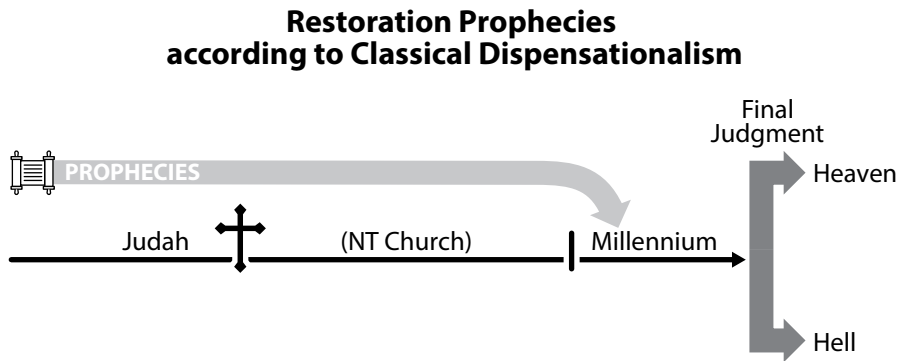 Restoration Prophecies
according to Classical Dispensationalism
Final
Judgment
PROPHECIES
Heaven
Judah
(NT Church)
Millennium
Hell